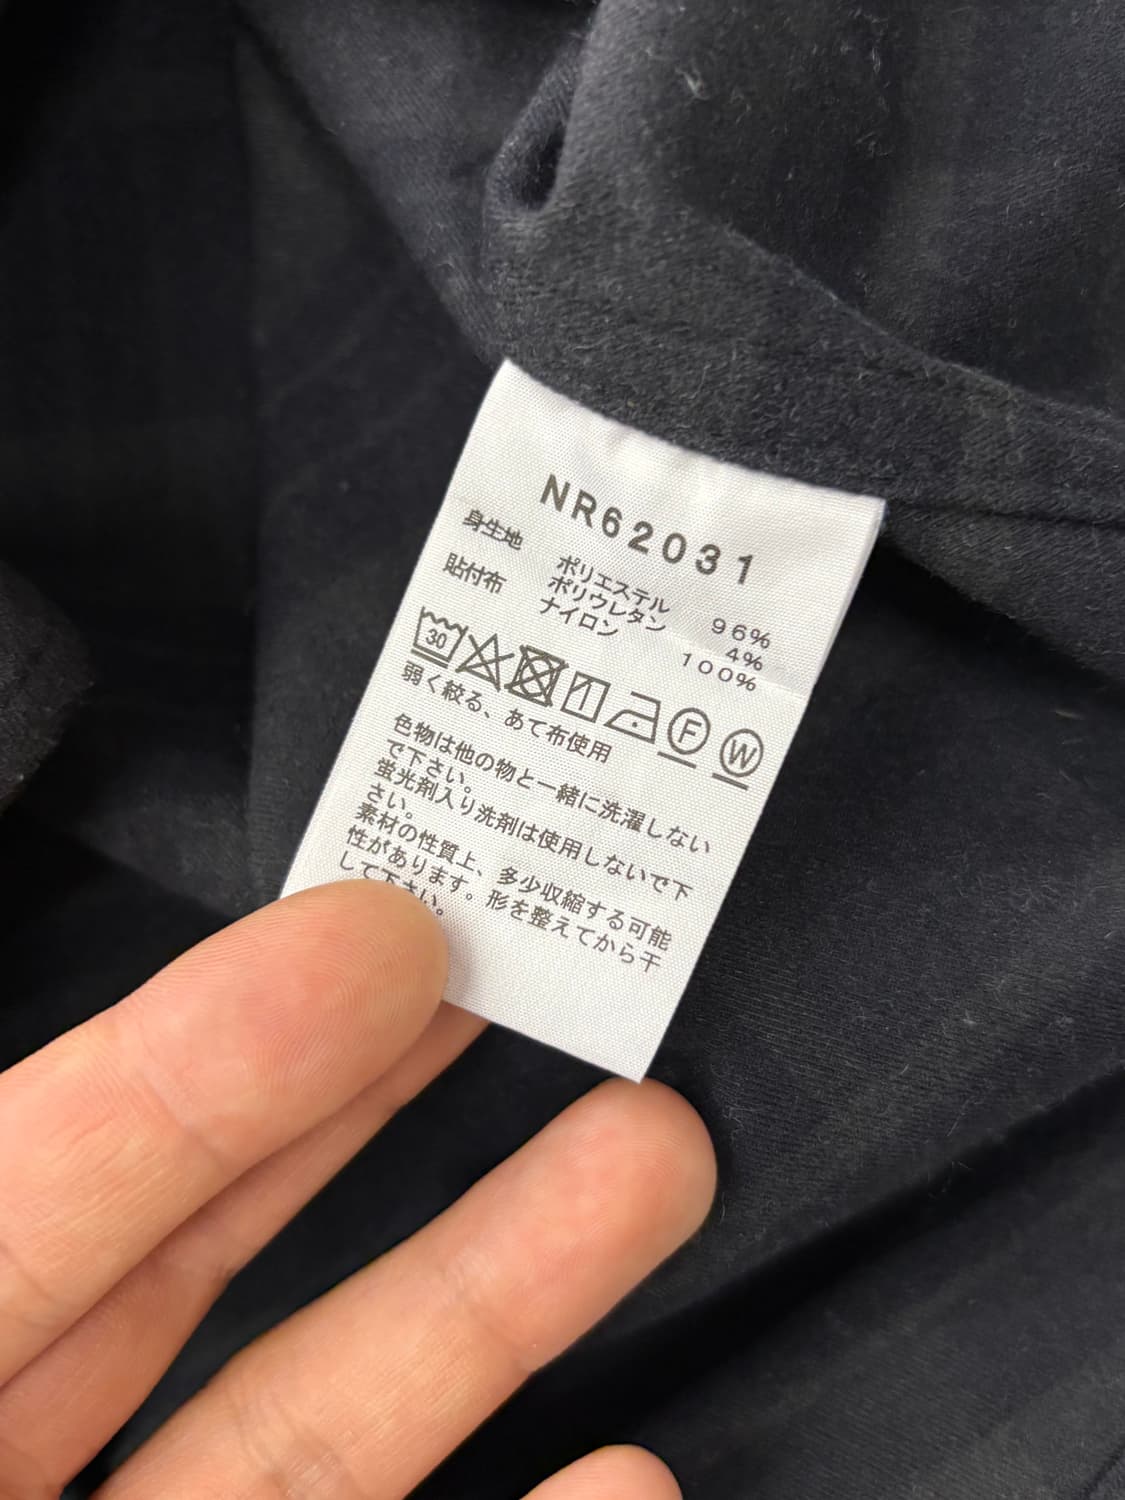 NR62031
身生地 ポリエステル 96%
ポリウレタン 4%
貼付布 ナイロン 100%
30 F W
弱く絞る、あて布使用
色物は他の物と一緒に洗濯しない
で下さい。
蛍光剤入り洗剤は使用しないで下
さい。
素材の性質上、多少収縮する可能
性があります。形を整えてから干
して下さい。